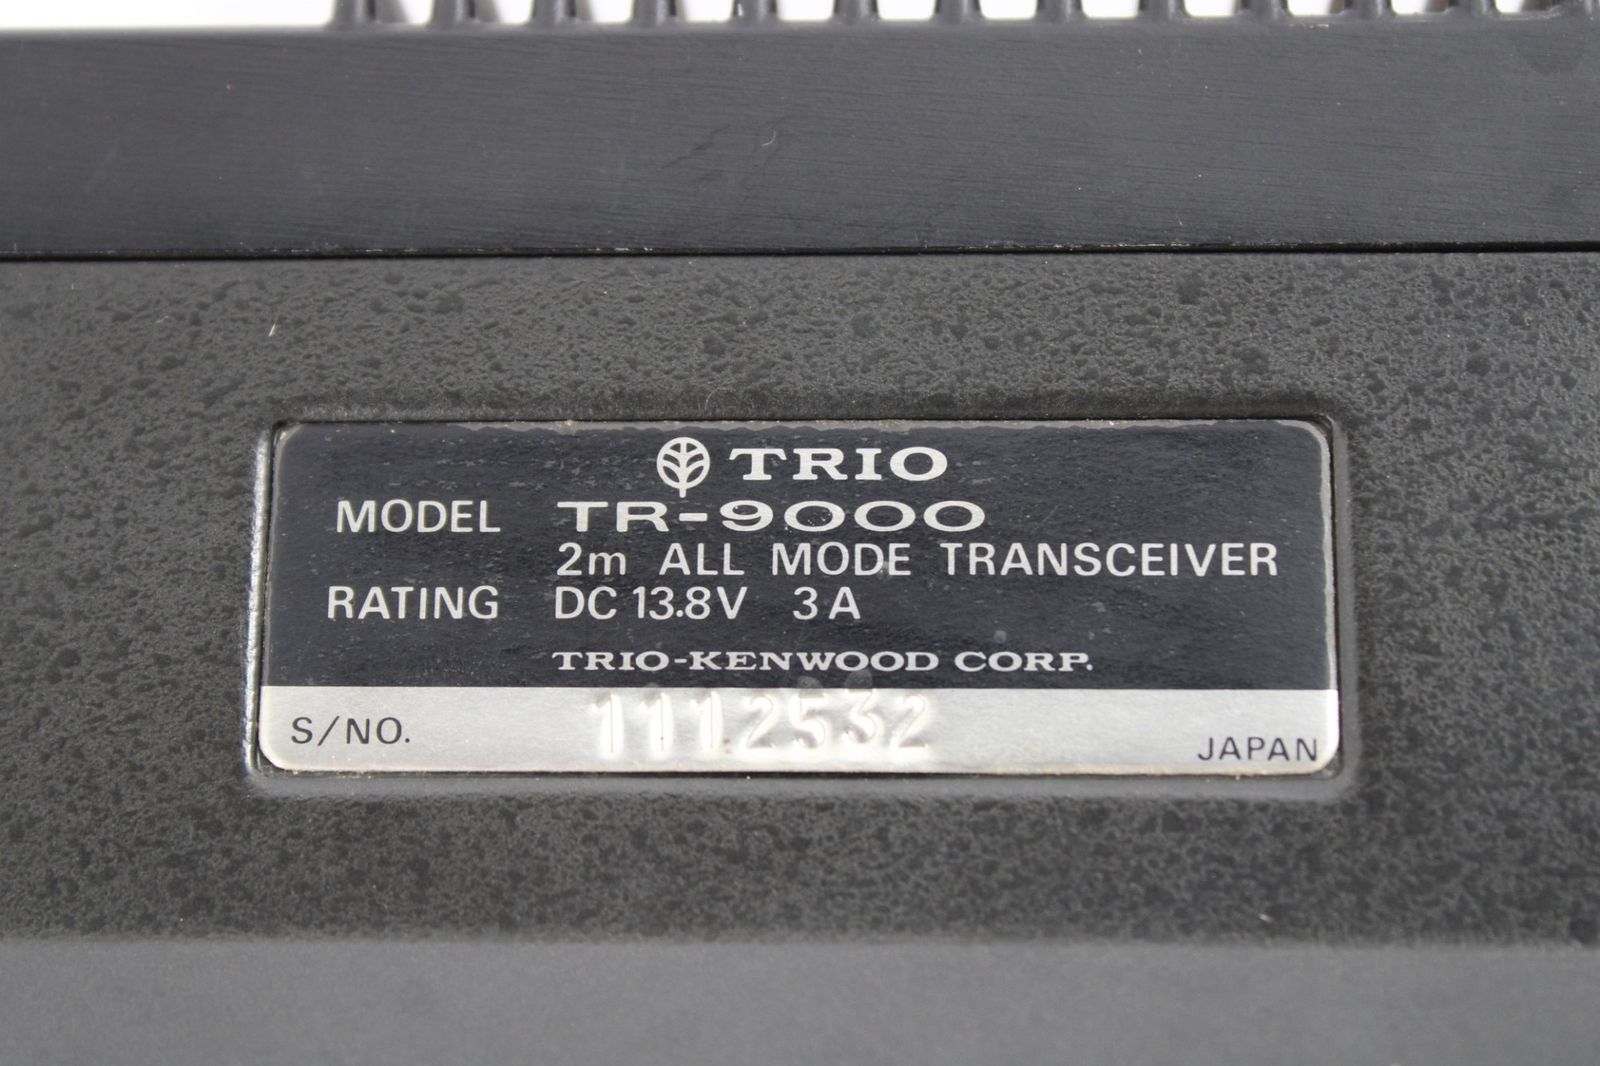 TRIO
MODEL TR-9000
2m ALL MODE TRANSCEIVER
RATING DC 13.8V 3A
TRIO-KENWOOD CORP.
S/NO. 1112532
JAPAN